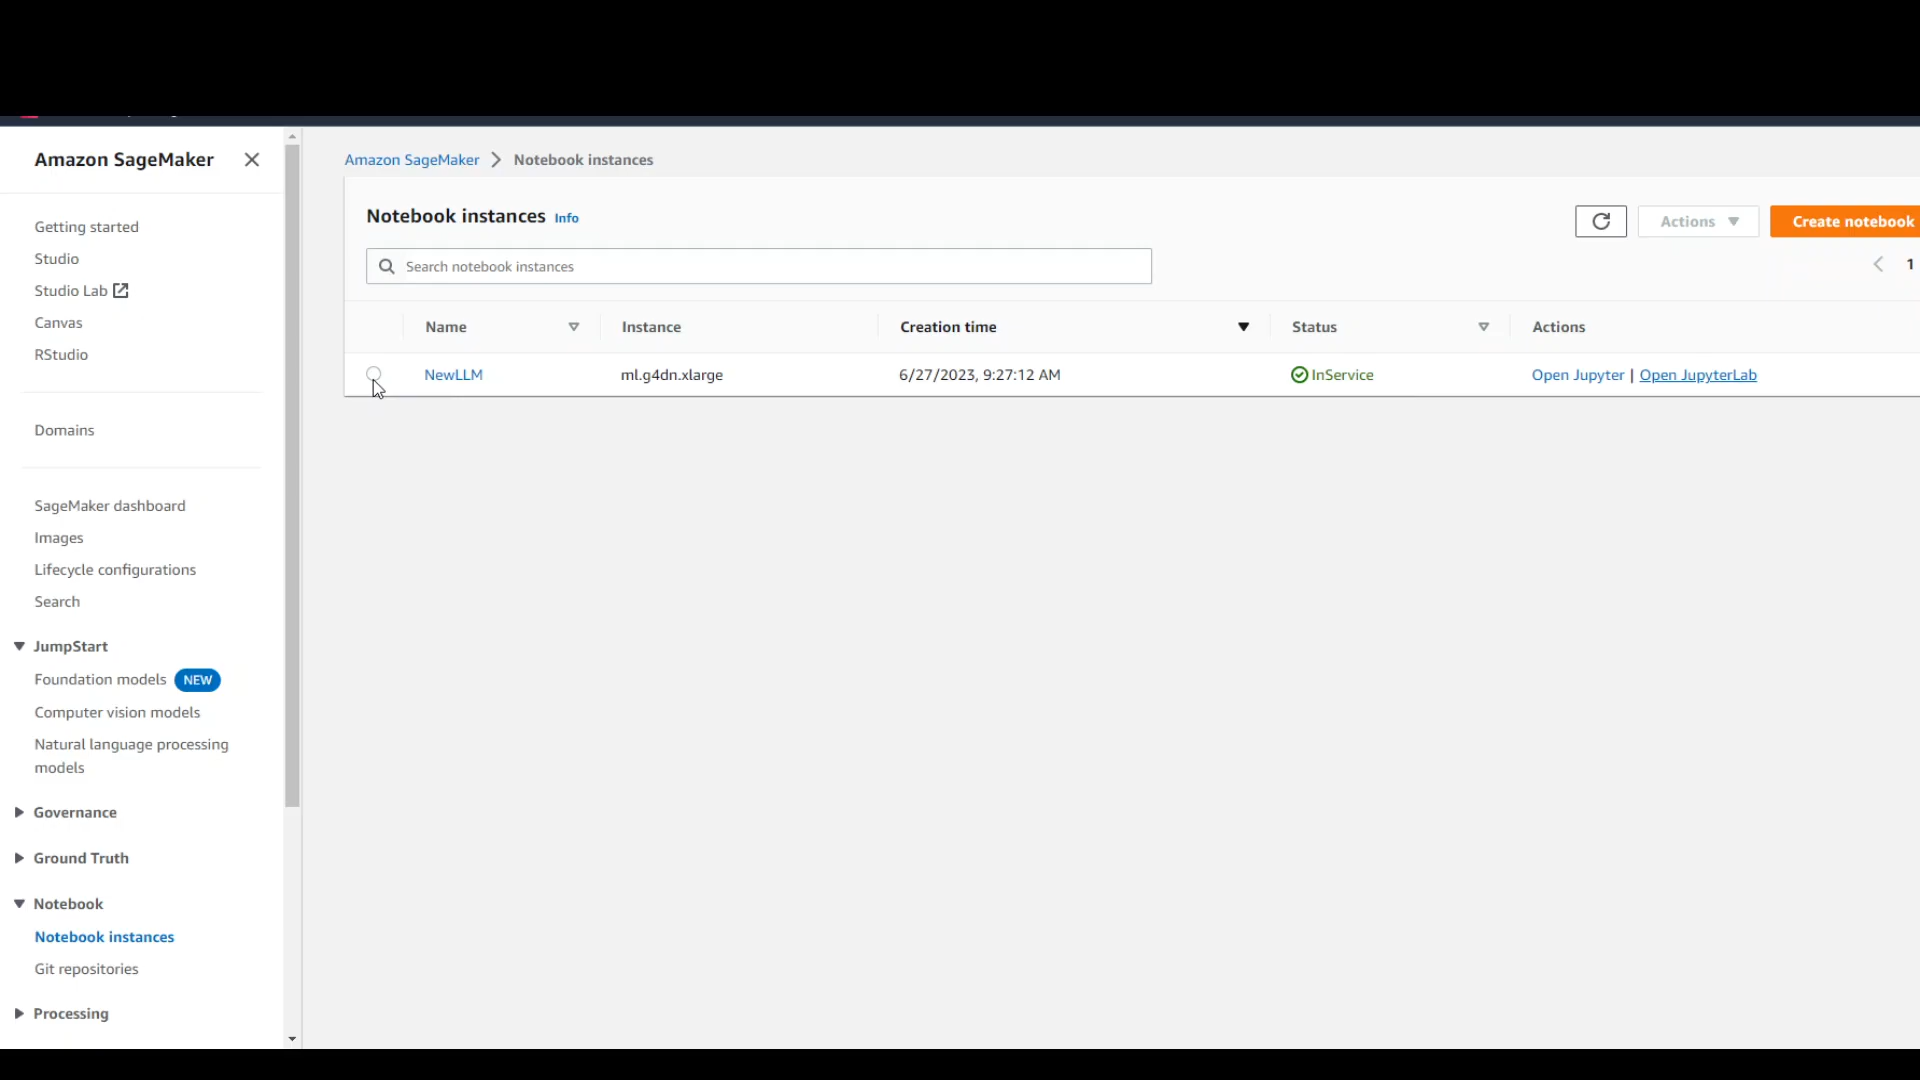 Amazon SageMaker
Getting started
Studio
Studio Lab
Canvas
RStudio
Domains
SageMaker dashboard
Images
Lifecycle configurations
Search
JumpStart
Foundation models NEW
Computer vision models
Natural language processing
models
Governance
Ground Truth
Notebook
Notebook instances
Git repositories
Processing
Amazon SageMaker Notebook instances
Notebook instances Info
Actions
Create notebook
Search notebook instances
1
Name Instance Creation time Status Actions
NewLLM ml.g4dn.xlarge 6/27/2023, 9:27:12 AM InService Open Jupyter | Open JupyterLab